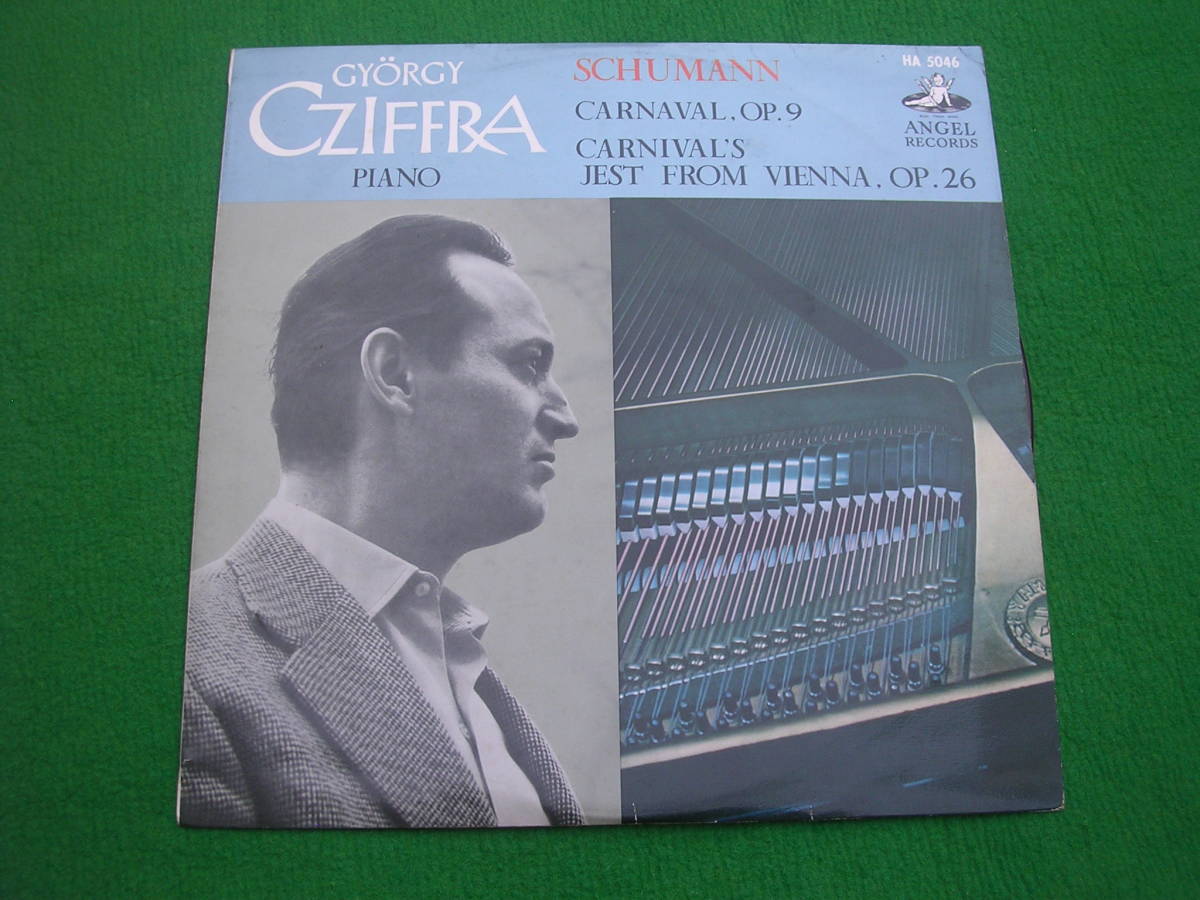 GYÖRGY
CZIFFRA
PIANO
SCHUMANN
CARNAVAL, OP. 9
CARNIVAL'S
JEST FROM VIENNA, OP. 26
HA 5046
ANGEL
RECORDS